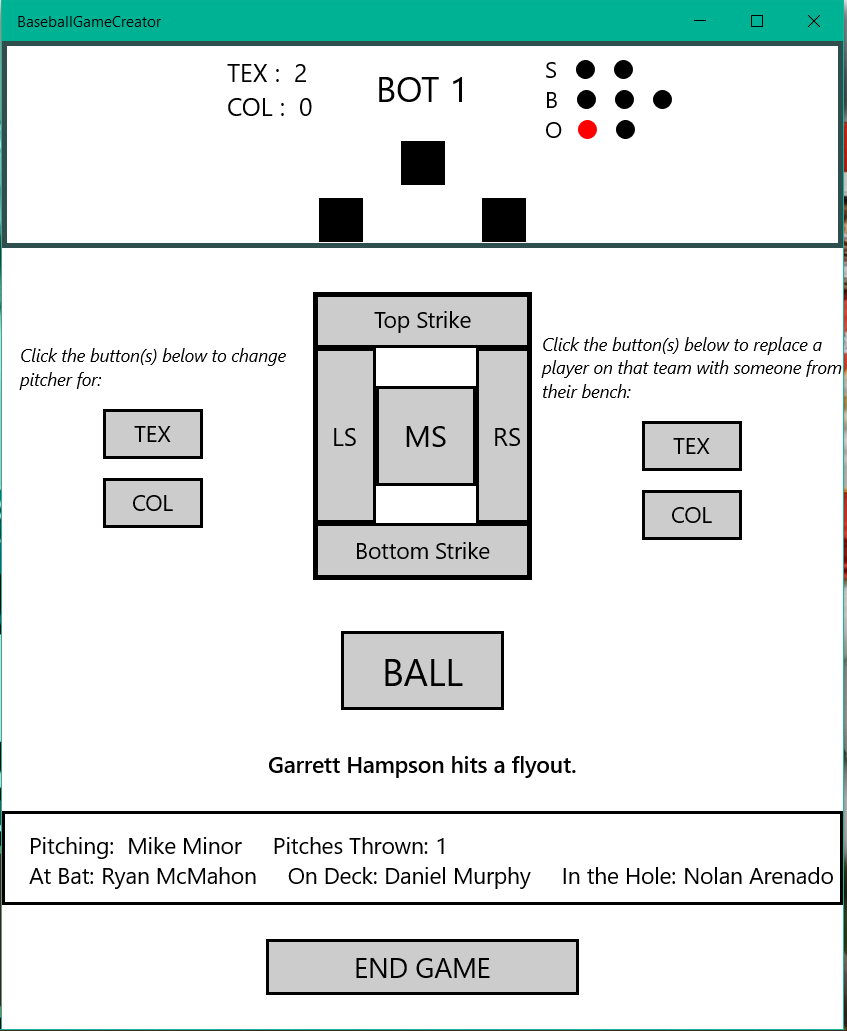 BaseballGameCreator
TEX : 2
COL : 0
BOT 1
S
B
O
Click the button(s) below to change
pitcher for:
TEX
COL
Top Strike
LS
MS
RS
Bottom Strike
Click the button(s) below to replace a
player on that team with someone from
their bench:
TEX
COL
BALL
Garrett Hampson hits a flyout.
Pitching: Mike Minor Pitches Thrown: 1
At Bat: Ryan McMahon On Deck: Daniel Murphy In the Hole: Nolan Arenado
END GAME